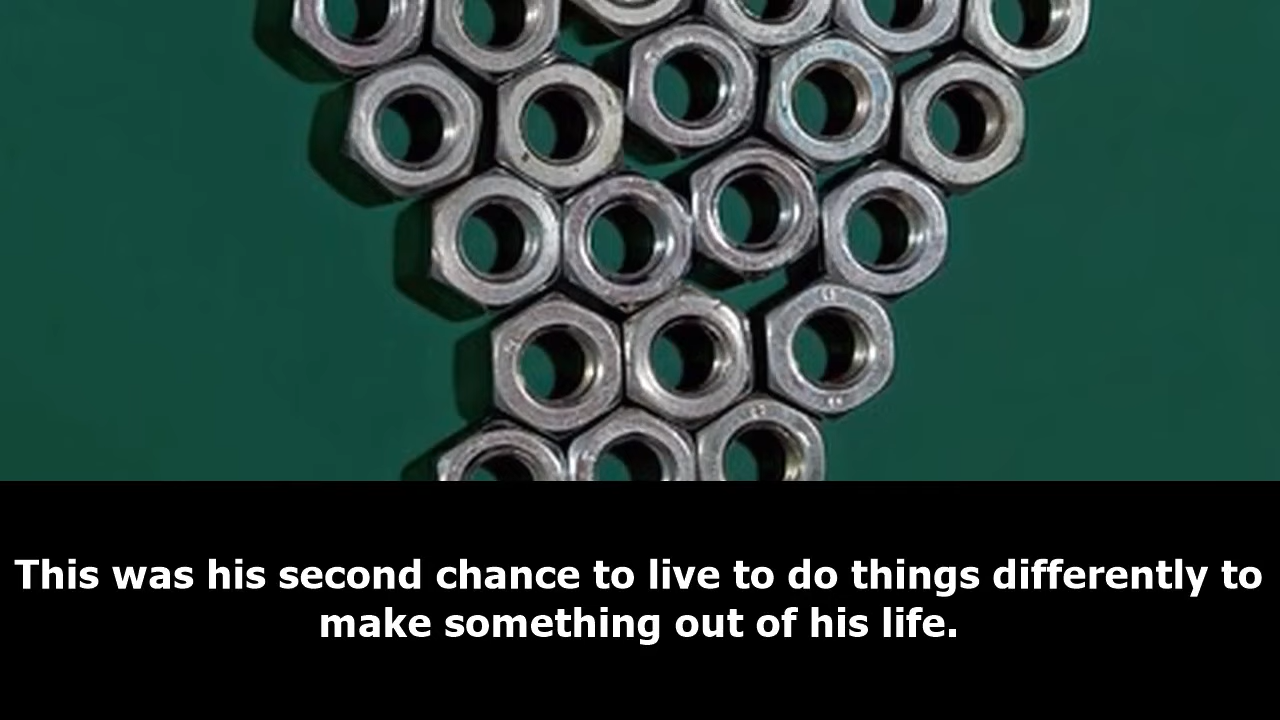 This was his second chance to live to do things differently to
make something out of his life.